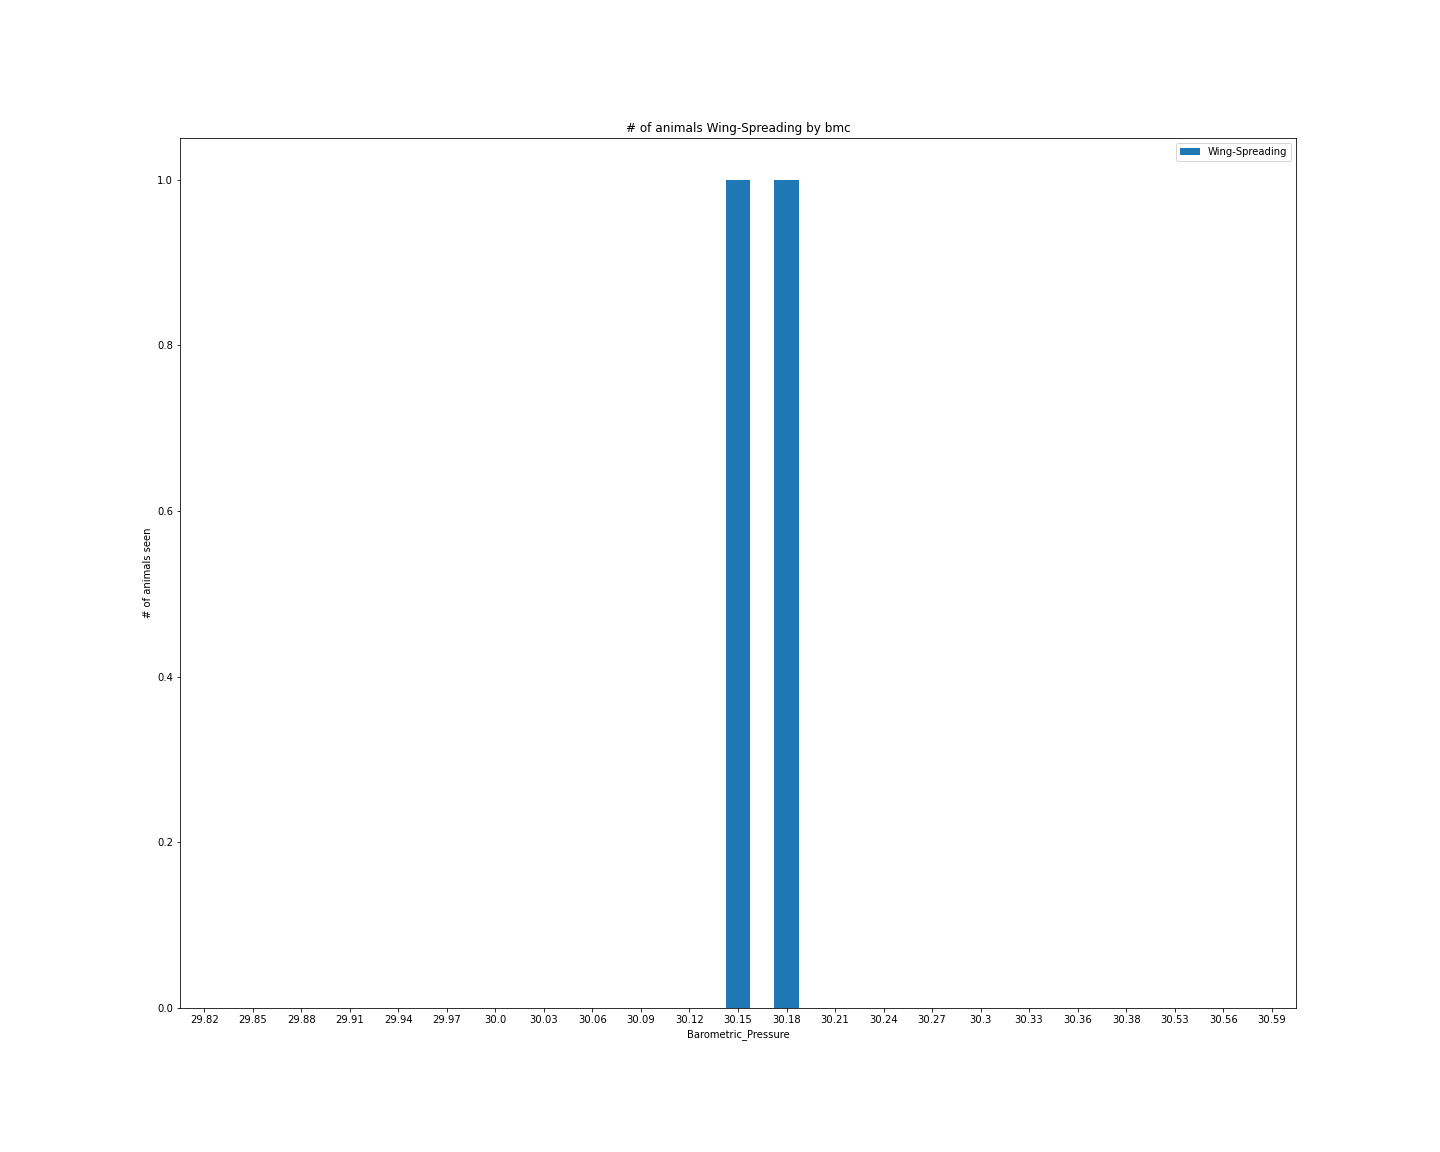 # of animals Wing-Spreading by bmc
Wing-Spreading
1.0
0.8
0.6
0.4
0.2
0.0
# of animals seen
29.82 29.85 29.88 29.91 29.94 29.97 30.0 30.03 30.06 30.09 30.12 30.15 30.18 30.21 30.24 30.27 30.3 30.33 30.36 30.38 30.53 30.56 30.59
Barometric_Pressure